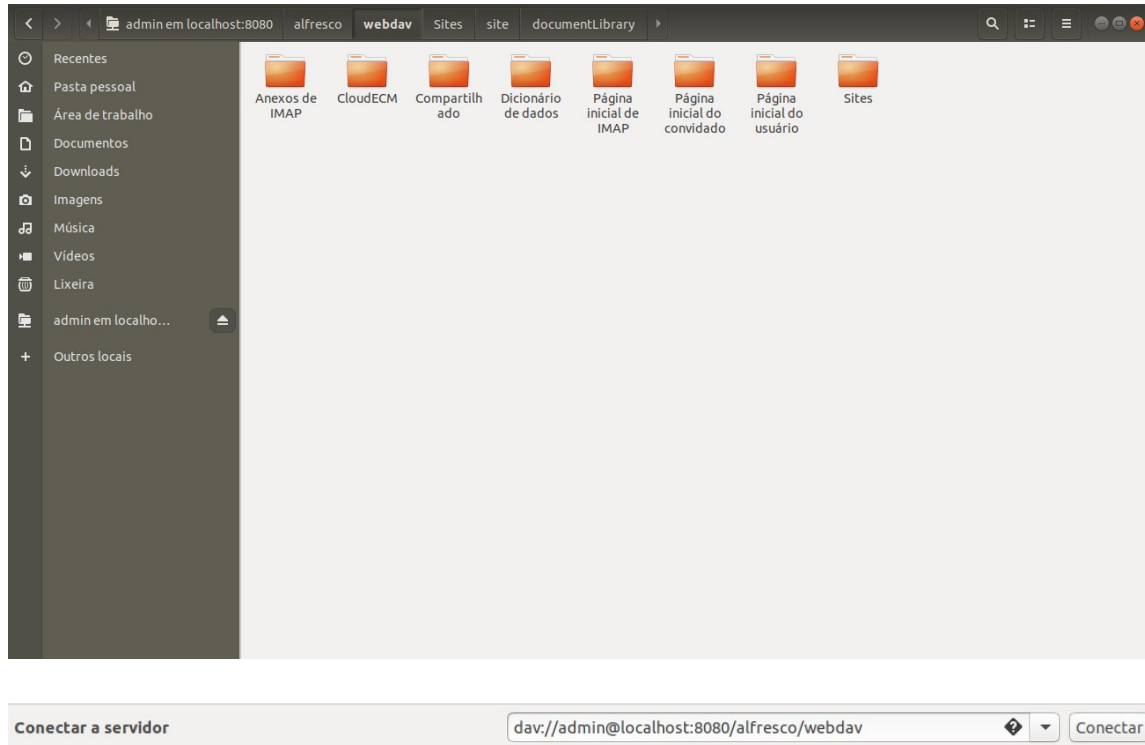 admin em localhost:8080 alfresco webdav Sites site documentLibrary
Recentes
Pasta pessoal
Área de trabalho
Documentos
Downloads
Imagens
Música
Vídeos
Lixeira
admin em localho...
+ Outros locais
Anexos de
IMAP
CloudECM
Compartilh
ado
Dicionário
de dados
Página
inicial de
IMAP
Página
inicial do
convidado
Página
inicial do
usuário
Sites
Conectar a servidor dav://admin@localhost:8080/alfresco/webdav Conectar